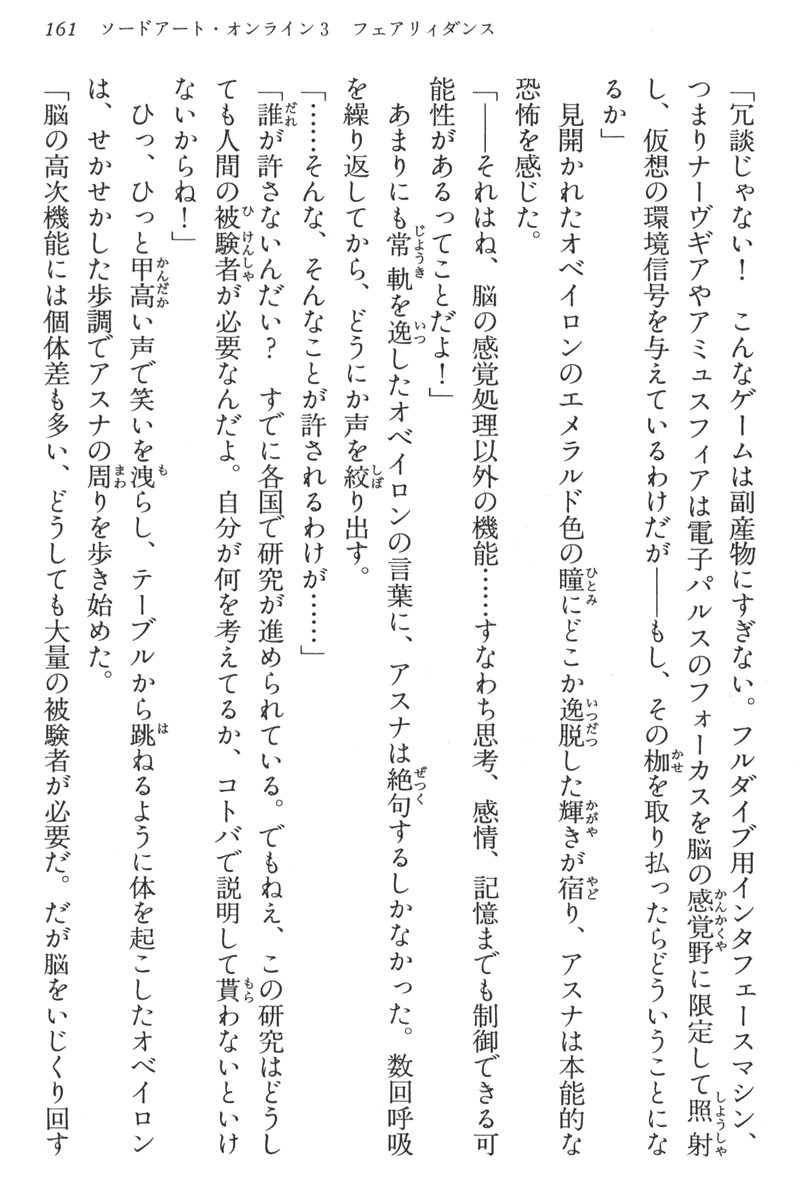 161　ソードアート・オンライン3　フェアリィダンス
「冗談じゃない！　こんなゲームは副産物にすぎない。フルダイブ用インタフェースマシン、
つまりナーヴギアやアミュスフィアは電子パルスのフォーカスを脳の感覚野に限定して照射
し、仮想の環境信号を与えているわけだが――もし、その枷を取り払ったらどういうことにな
るか」
　見開かれたオベイロンのエメラルド色の瞳にどこか逸脱した輝きが宿り、アスナは本能的な
恐怖を感じた。
「――それはね、脳の感覚処理以外の機能……すなわち思考、感情、記憶までも制御できる可
能性があるってことだよ！」
　あまりにも常軌を逸したオベイロンの言葉に、アスナは絶句するしかなかった。数回呼吸
を繰り返してから、どうにか声を絞り出す。
「……そんな、そんなことが許されるわけが……」
「誰が許さないんだい？　すでに各国で研究が進められている。でもねえ、この研究はどうし
ても人間の被験者が必要なんだよ。自分が何を考えてるか、コトバで説明して貰わないといけ
ないからね！」
　ひっ、ひっと甲高い声で笑いを洩らし、テーブルから跳ねるように体を起こしたオベイロン
は、せかせかした歩調でアスナの周りを歩き始めた。
「脳の高次機能には個体差も多い、どうしても大量の被験者が必要だ。だが脳をいじくり回す